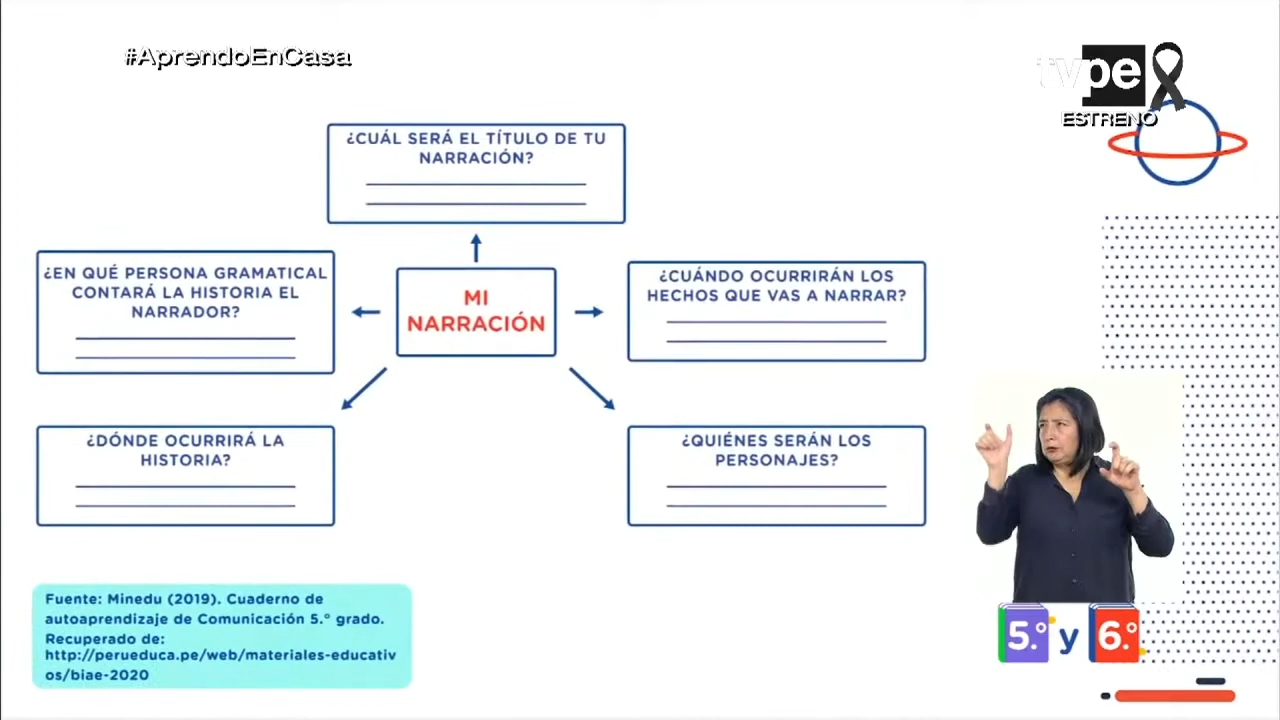 #AprendoEnCasa
tvpe
ESTRENO
¿CUÁL SERÁ EL TÍTULO DE TU
NARRACIÓN?
¿EN QUÉ PERSONA GRAMATICAL
CONTARÁ LA HISTORIA EL
NARRADOR?
MI
NARRACIÓN
¿CUÁNDO OCURRIRÁN LOS
HECHOS QUE VAS A NARRAR?
¿DÓNDE OCURRIRÁ LA
HISTORIA?
¿QUIÉNES SERÁN LOS
PERSONAJES?
Fuente: Minedu (2019). Cuaderno de
autoaprendizaje de Comunicación 5.° grado.
Recuperado de:
http://perueduca.pe/web/materiales-educativ
os/biae-2020
5.° y 6.°